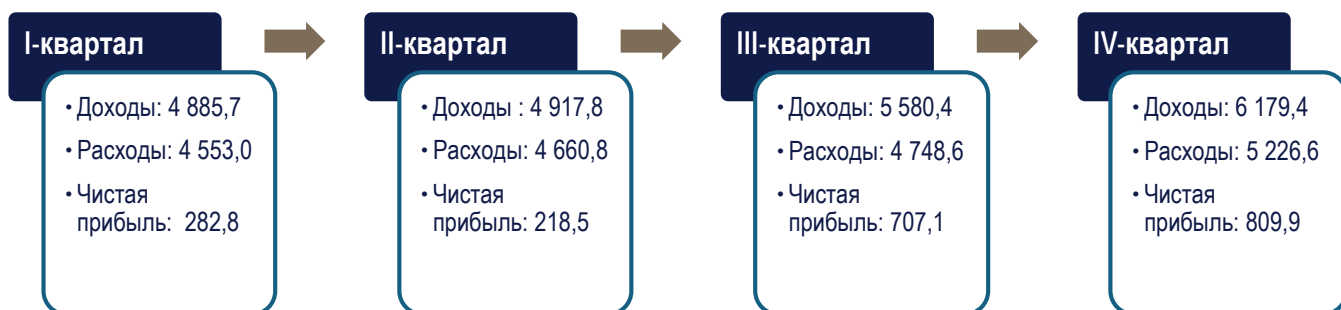 I-квартал
• Доходы: 4 885,7
• Расходы: 4 553,0
• Чистая
прибыль: 282,8
II-квартал
• Доходы : 4 917,8
• Расходы: 4 660,8
• Чистая
прибыль: 218,5
III-квартал
• Доходы: 5 580,4
• Расходы: 4 748,6
• Чистая
прибыль: 707,1
IV-квартал
• Доходы: 6 179,4
• Расходы: 5 226,6
• Чистая
прибыль: 809,9